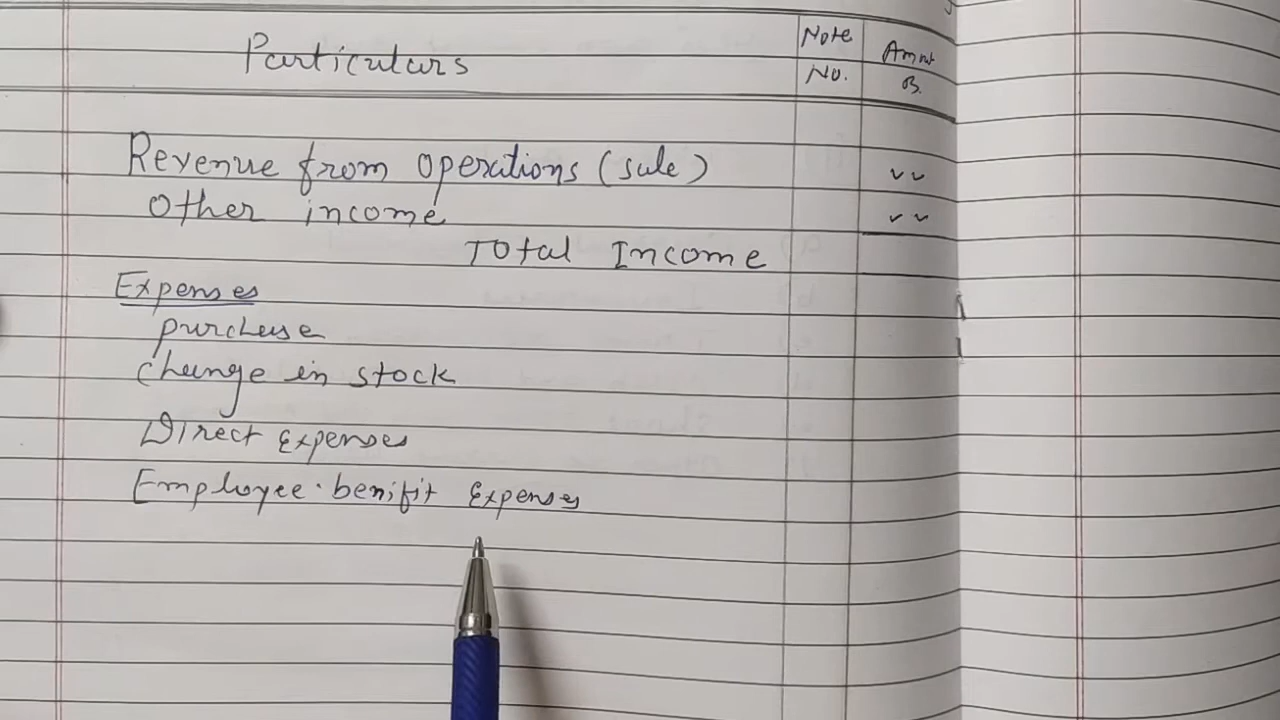 Particulars
Note No.
Amnt
Revenue from operations (sale)
Other income
Total Income
Expenses
purchase
change in stock
Direct Expenses
Employee benifit Expenses